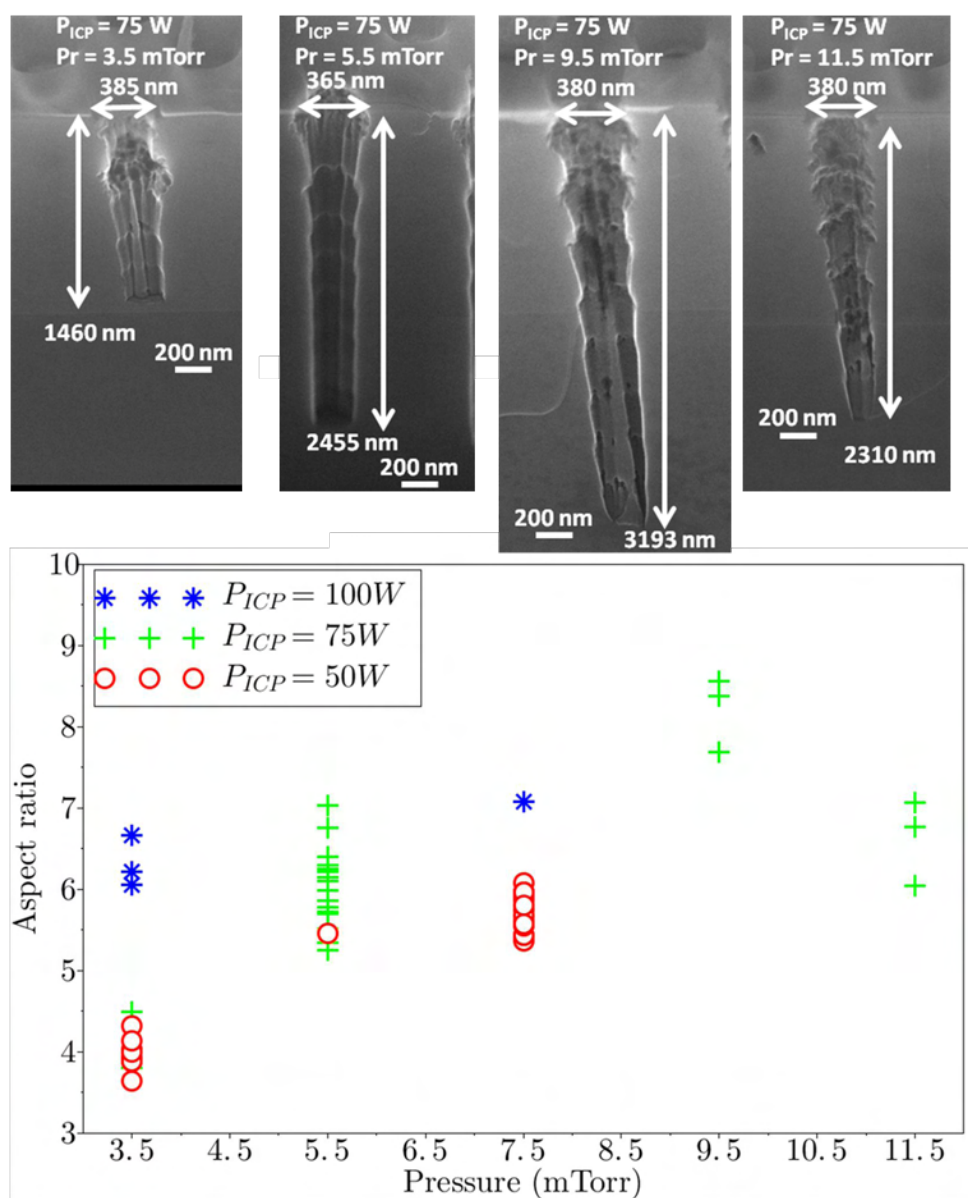 P_ICP = 75 W
Pr = 3.5 mTorr
385 nm
1460 nm
200 nm
P_ICP = 75 W
Pr = 5.5 mTorr
365 nm
2455 nm
200 nm
P_ICP = 75 W
Pr = 9.5 mTorr
380 nm
200 nm
3193 nm
P_ICP = 75 W
Pr = 11.5 mTorr
380 nm
200 nm
2310 nm
10
9
8
7
6
5
4
3
Aspect ratio
P_ICP = 100W
P_ICP = 75W
P_ICP = 50W
3.5 4.5 5.5 6.5 7.5 8.5 9.5 10.5 11.5
Pressure (mTorr)